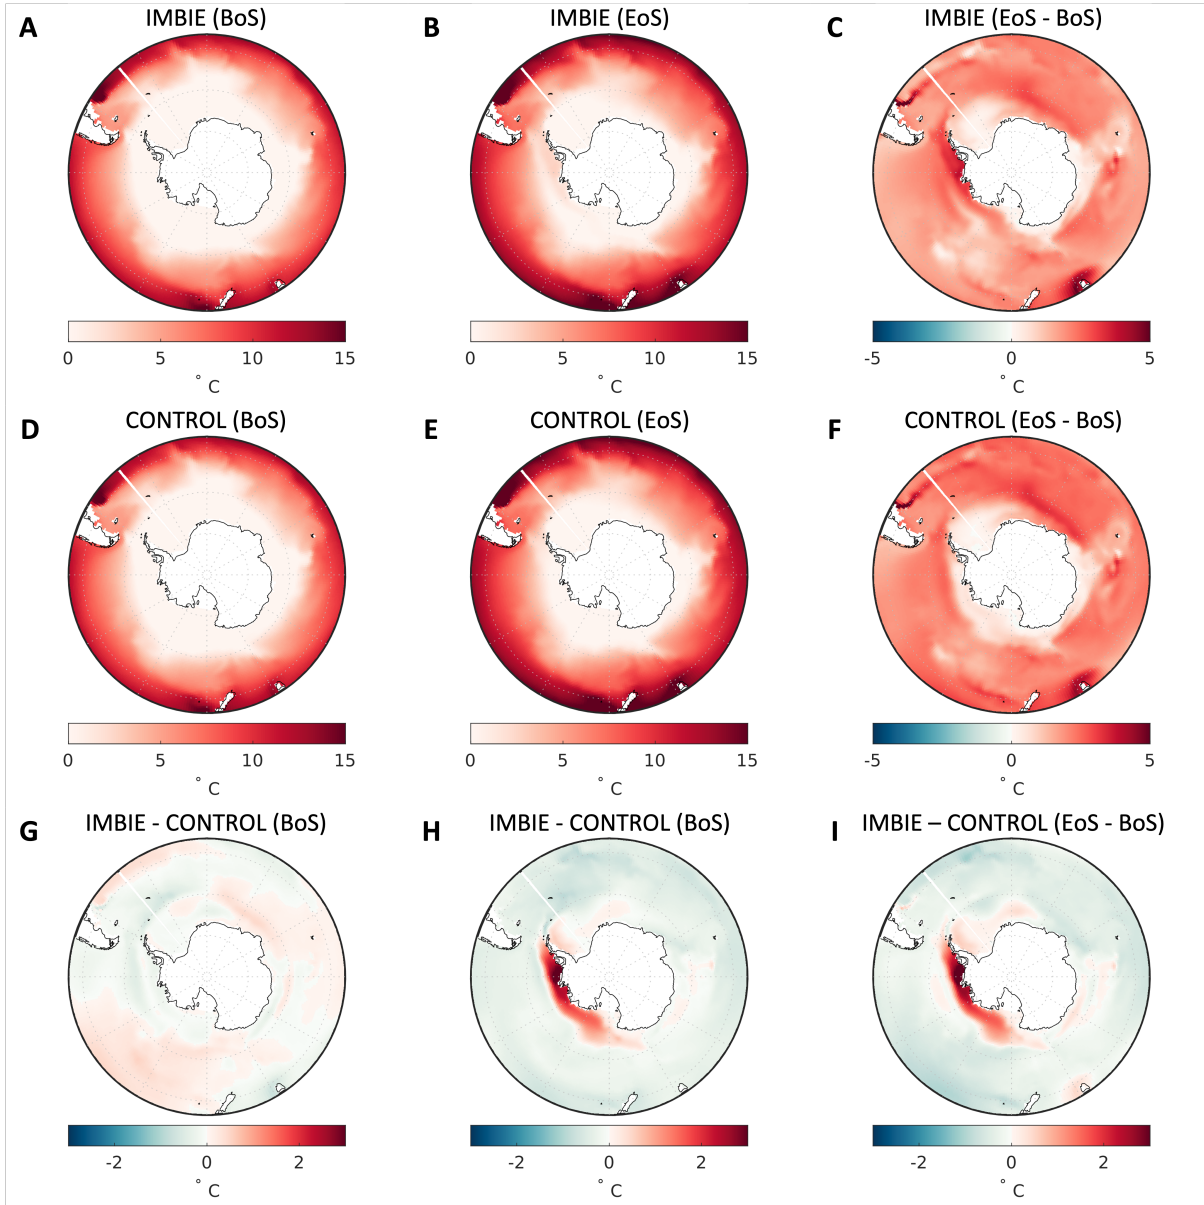 A IMBIE (BoS)
B IMBIE (EoS)
C IMBIE (EoS - BoS)
0 5 10 15
° C
0 5 10 15
° C
-5 0 5
° C
D CONTROL (BoS)
E CONTROL (EoS)
F CONTROL (EoS - BoS)
0 5 10 15
° C
0 5 10 15
° C
-5 0 5
° C
G IMBIE - CONTROL (BoS)
H IMBIE - CONTROL (BoS)
I IMBIE – CONTROL (EoS - BoS)
-2 0 2
° C
-2 0 2
° C
-2 0 2
° C